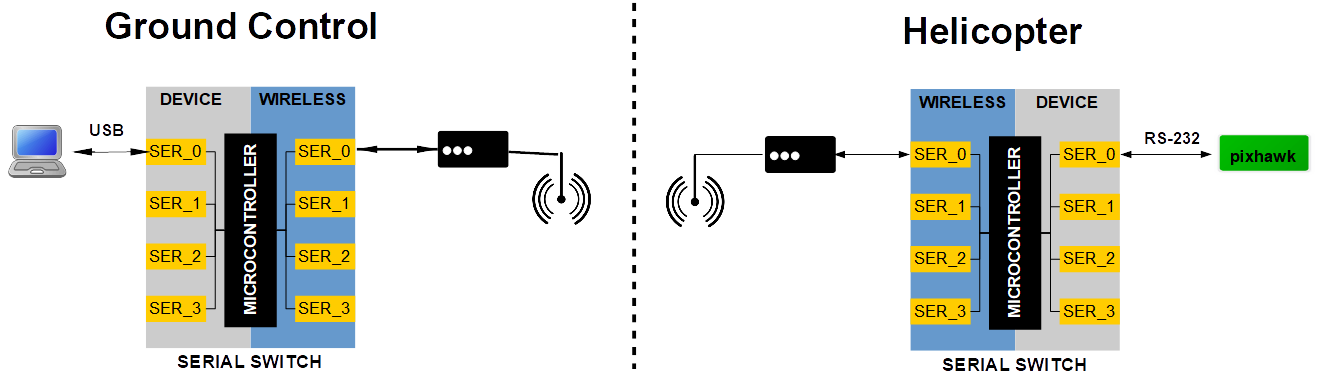 Ground Control
Helicopter
DEVICE
WIRELESS
USB
SER_0
SER_1
SER_2
SER_3
MICROCONTROLLER
SER_0
SER_1
SER_2
SER_3
SERIAL SWITCH
WIRELESS
DEVICE
SER_0
SER_1
SER_2
SER_3
MICROCONTROLLER
SER_0
SER_1
SER_2
SER_3
RS-232
pixhawk
SERIAL SWITCH